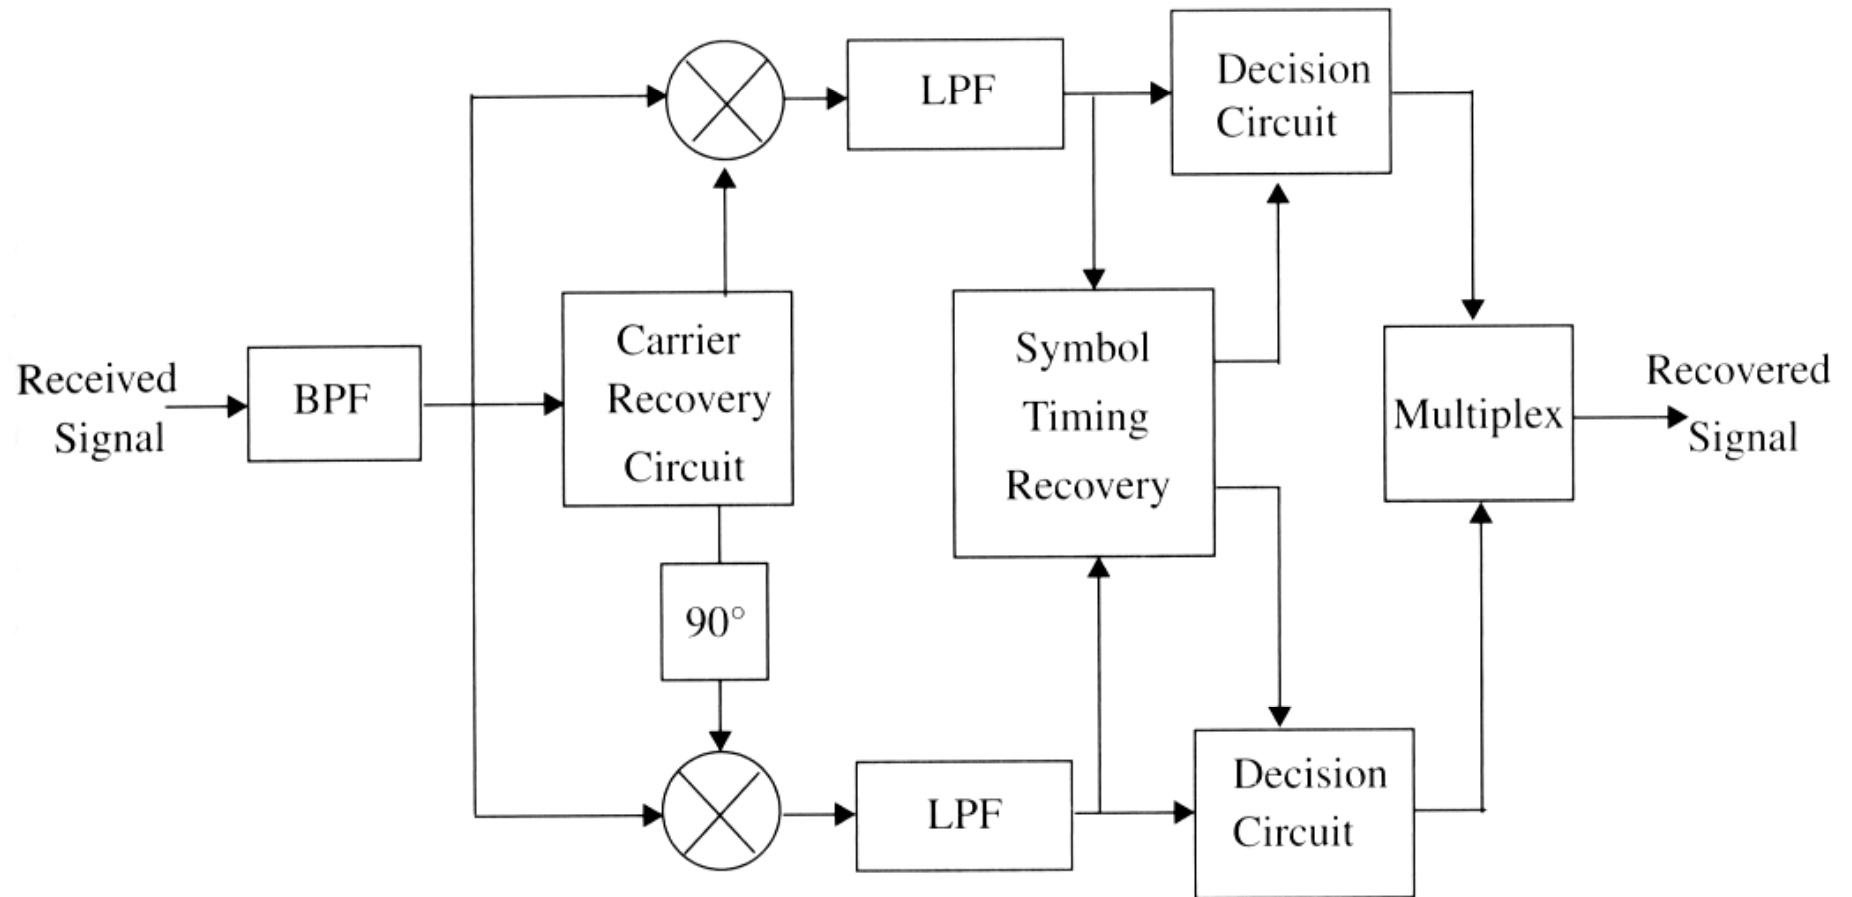 Received
Signal
BPF
Carrier
Recovery
Circuit
90°
LPF
LPF
Symbol
Timing
Recovery
Decision
Circuit
Decision
Circuit
Multiplex
Recovered
Signal